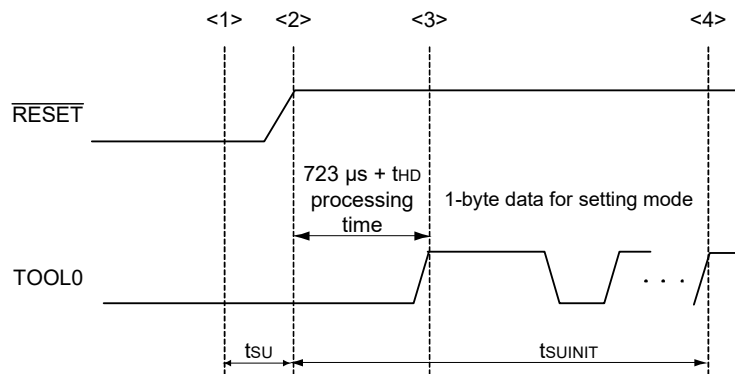 <1> <2> <3> <4>
RESET
723 µs + tHD
processing
time
1-byte data for setting mode
TOOL0
. . .
tSU
tSUINIT